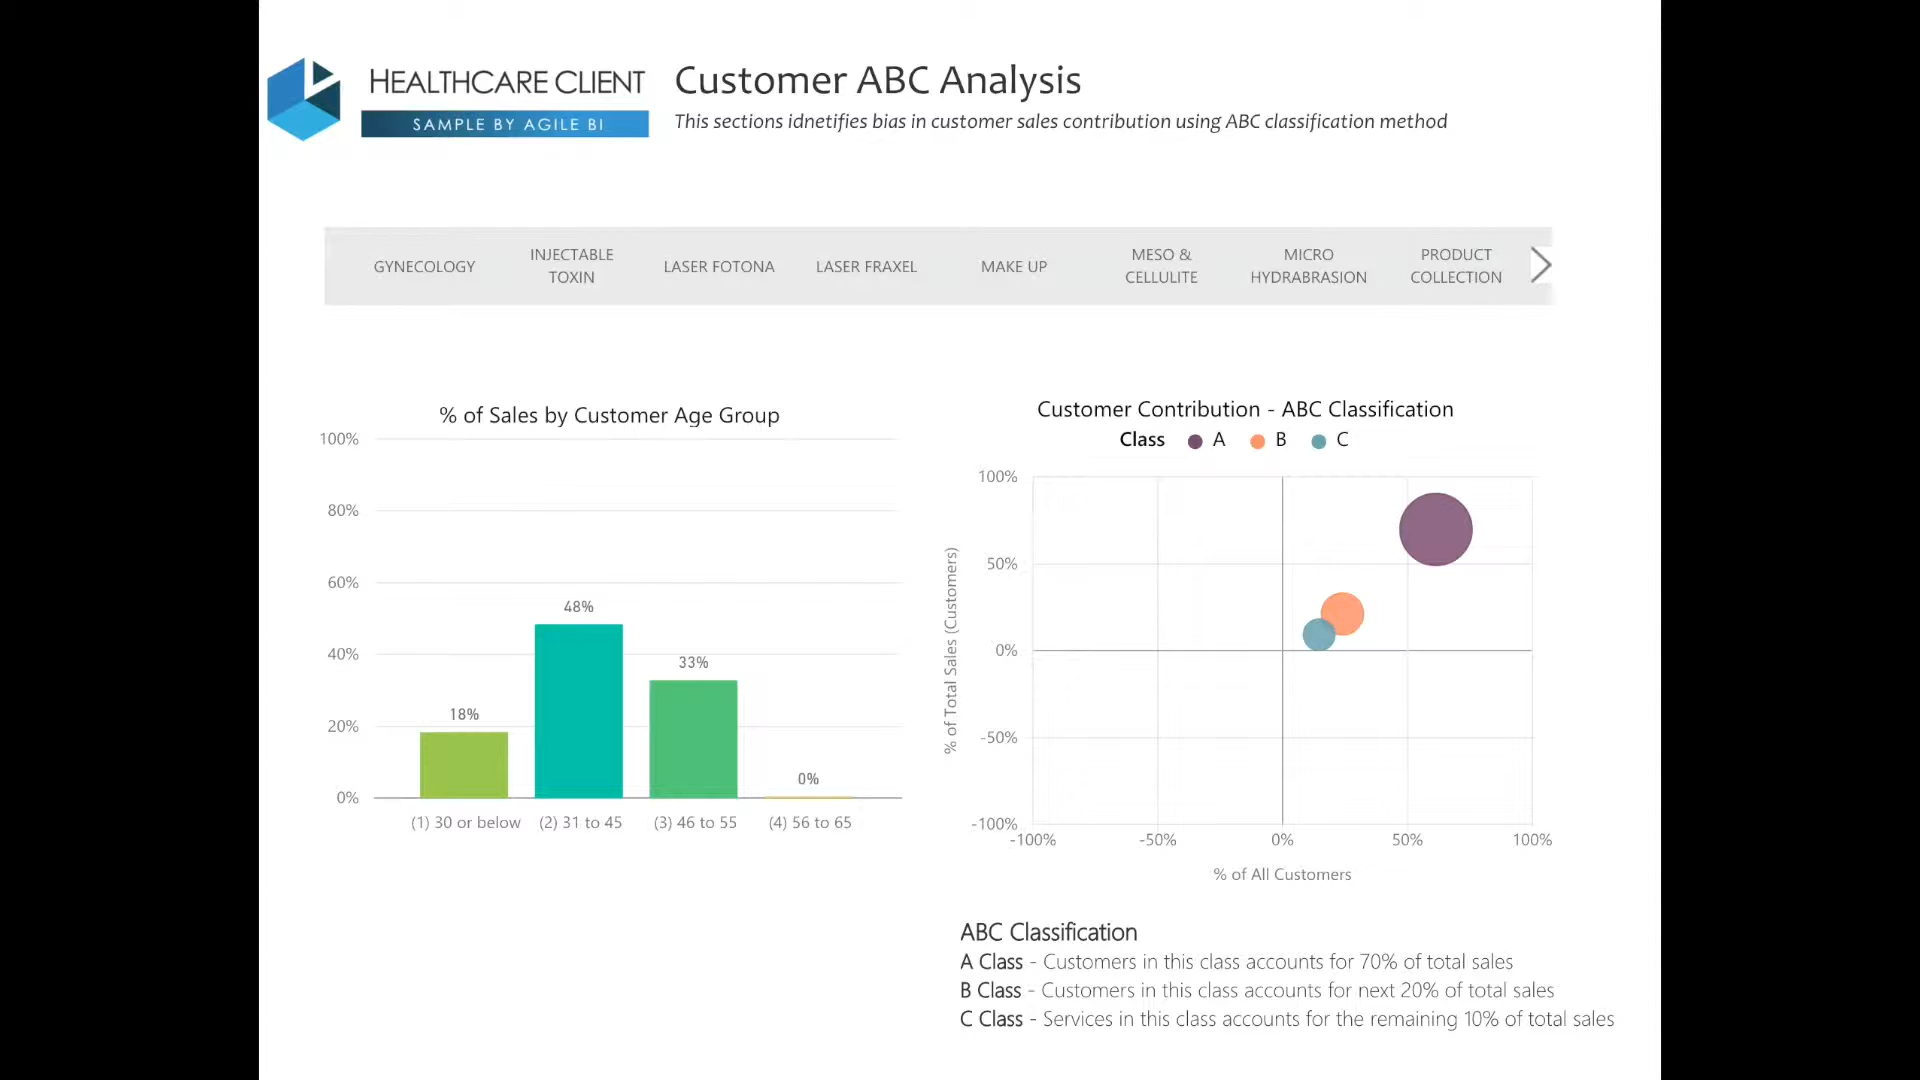 HEALTHCARE CLIENT
SAMPLE BY AGILE BI
Customer ABC Analysis
This sections idnetifies bias in customer sales contribution using ABC classification method
GYNECOLOGY
INJECTABLE
TOXIN
LASER FOTONA
LASER FRAXEL
MAKE UP
MESO &
CELLULITE
MICRO
HYDRABRASION
PRODUCT
COLLECTION
% of Sales by Customer Age Group
100%
80%
60%
40%
20%
0%
18%
48%
33%
0%
(1) 30 or below
(2) 31 to 45
(3) 46 to 55
(4) 56 to 65
Customer Contribution - ABC Classification
Class A B C
% of Total Sales (Customers)
100%
50%
0%
-50%
-100%
-100%
-50%
0%
50%
100%
% of All Customers
ABC Classification
A Class - Customers in this class accounts for 70% of total sales
B Class - Customers in this class accounts for next 20% of total sales
C Class - Services in this class accounts for the remaining 10% of total sales